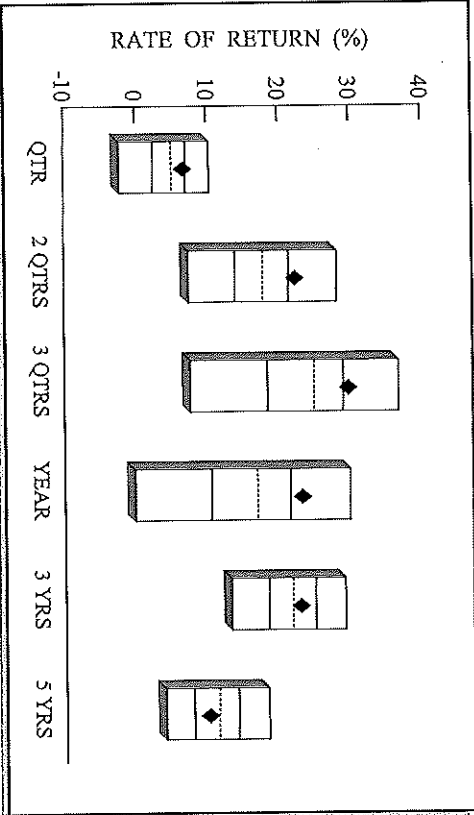 RATE OF RETURN (%)
40
30
20
10
0
-10
QTR
2 QTRS
3 QTRS
YEAR
3 YRS
5 YRS